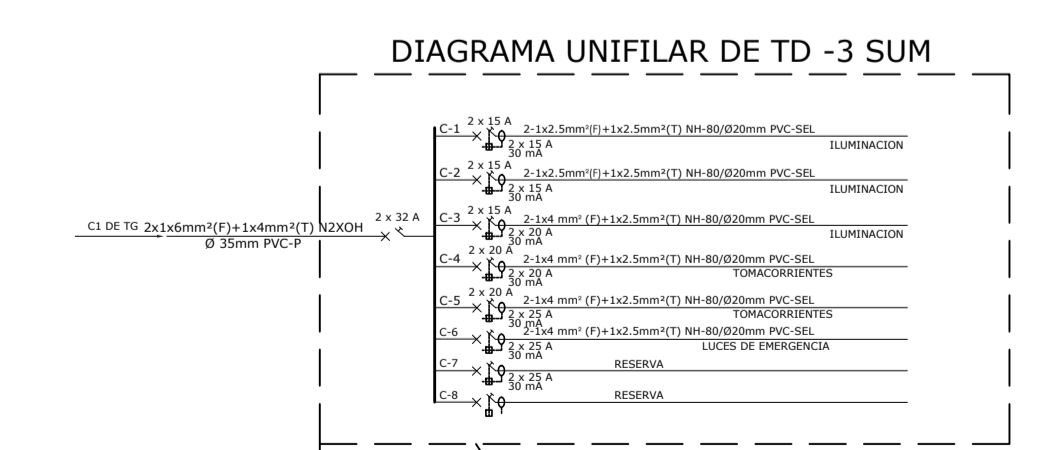 DIAGRAMA UNIFILAR DE TD -3 SUM
C1 DE TG 2x1x6mm²(F)+1x4mm²(T) N2XOH
Ø 35mm PVC-P
2 x 32 A
2 x 15 A
C-1 2-1x2.5mm²(F)+1x2.5mm²(T) NH-80/Ø20mm PVC-SEL
2 x 15 A
30 mA
ILUMINACION
2 x 15 A
C-2 2-1x2.5mm²(F)+1x2.5mm²(T) NH-80/Ø20mm PVC-SEL
2 x 15 A
30 mA
ILUMINACION
2 x 15 A
C-3 2-1x4 mm² (F)+1x2.5mm²(T) NH-80/Ø20mm PVC-SEL
2 x 20 A
30 mA
ILUMINACION
2 x 20 A
C-4 2-1x4 mm² (F)+1x2.5mm²(T) NH-80/Ø20mm PVC-SEL
2 x 20 A
30 mA
TOMACORRIENTES
2 x 20 A
C-5 2-1x4 mm² (F)+1x2.5mm²(T) NH-80/Ø20mm PVC-SEL
2 x 25 A
30 mA
TOMACORRIENTES
C-6 2-1x4 mm² (F)+1x2.5mm²(T) NH-80/Ø20mm PVC-SEL
2 x 25 A
30 mA
LUCES DE EMERGENCIA
C-7 RESERVA
2 x 25 A
30 mA
C-8 RESERVA